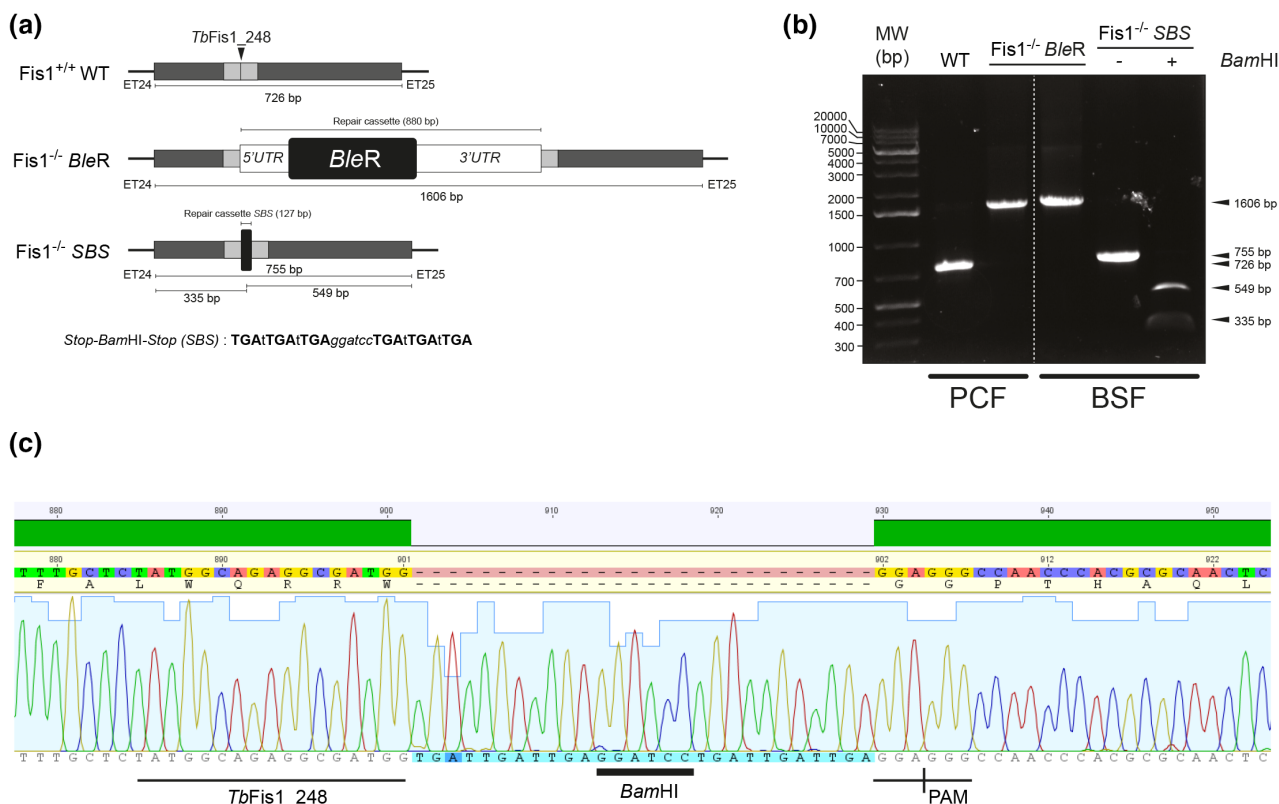 (a)
TbFis1_248
Fis1+/+ WT
ET24
ET25
726 bp
Repair cassette (880 bp)
Fis1-/- BleR
5'UTR
BleR
3'UTR
ET24
ET25
1606 bp
Repair cassette SBS (127 bp)
Fis1-/- SBS
ET24
755 bp
ET25
335 bp
549 bp
Stop-BamHI-Stop (SBS) : TGAtTGAtTGAggatccTGATtGATtGA
(b)
MW
(bp)
WT
Fis1-/- BleR
Fis1-/- SBS
-
+
BamHI
20000
10000
7000
5000
4000
3000
2000
1500
1000
700
500
400
300
1606 bp
755 bp
726 bp
549 bp
335 bp
PCF
BSF
(c)
880
890
900
910
920
930
940
950
880
890
901
902
912
922
TTTGCTCTATGGCAGAGGCGATGG----------------------------GGAGGGCCAACCCACGCGCAACTC
F A L W Q R R W ---------------------------- G G P T H A Q L
TTTGCTCTATGGCAGAGGCGATGGTGATTGATTGAGGATCCTGATTGATTGAGGAGGGCCAACCCACGCGCAACTC
TbFis1_248
BamHI
PAM